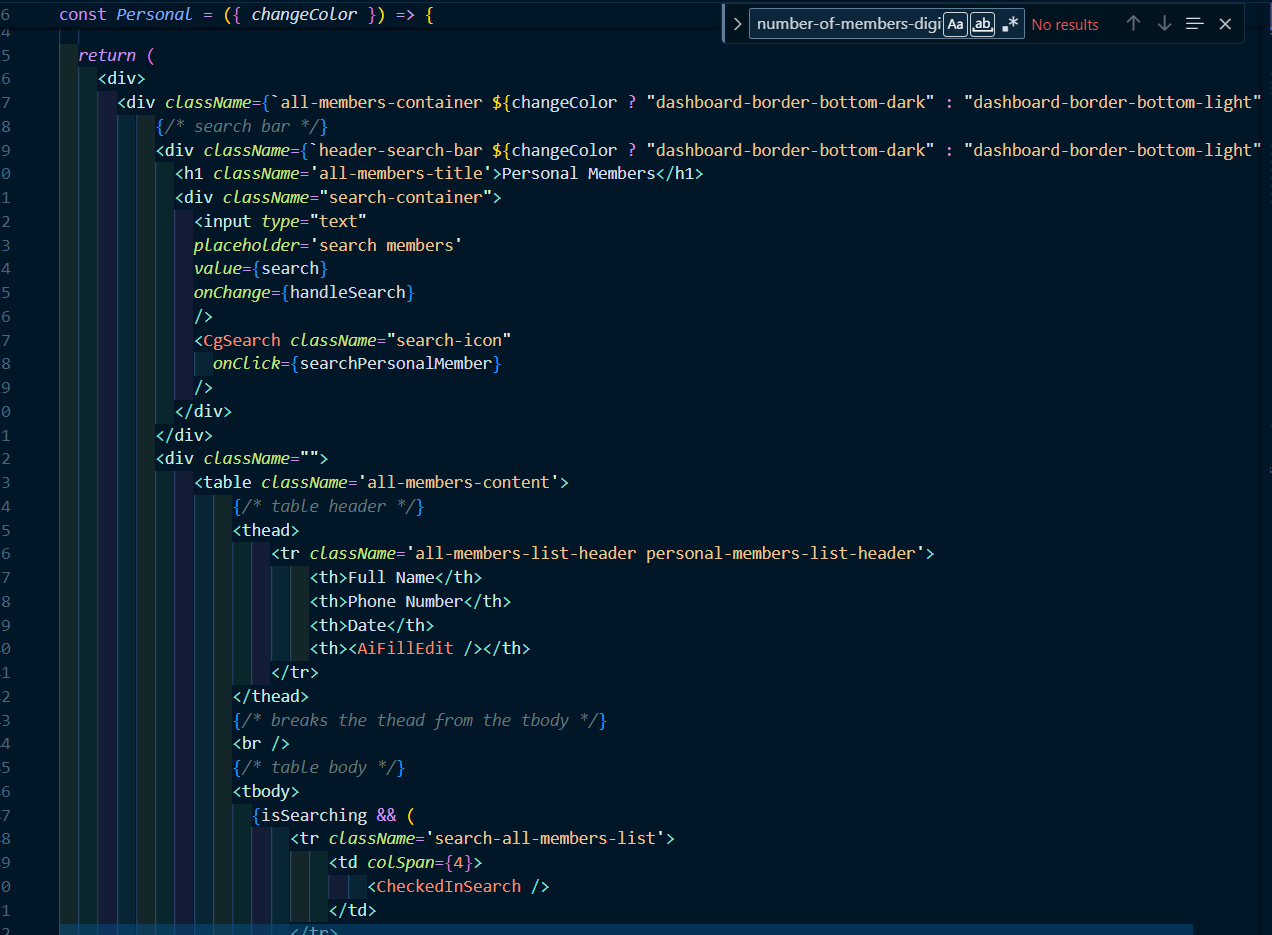 6 const Personal = ({ changeColor }) => {
number-of-members-digi Aa ab .* No results
4
5 return (
6 <div>
7 <div className={`all-members-container ${changeColor ? "dashboard-border-bottom-dark" : "dashboard-border-bottom-light"
8 {/* search bar */}
9 <div className={`header-search-bar ${changeColor ? "dashboard-border-bottom-dark" : "dashboard-border-bottom-light"
0 <h1 className='all-members-title'>Personal Members</h1>
1 <div className="search-container">
2 <input type="text"
3 placeholder='search members'
4 value={search}
5 onChange={handleSearch}
6 />
7 <CgSearch className="search-icon"
8 onClick={searchPersonalMember}
9 />
0 </div>
1 </div>
2 <div className="">
3 <table className='all-members-content'>
4 {/* table header */}
5 <thead>
6 <tr className='all-members-list-header personal-members-list-header'>
7 <th>Full Name</th>
8 <th>Phone Number</th>
9 <th>Date</th>
0 <th><AiFillEdit /></th>
1 </tr>
2 </thead>
3 {/* breaks the thead from the tbody */}
4 <br />
5 {/* table body */}
6 <tbody>
7 {isSearching && (
8 <tr className='search-all-members-list'>
9 <td colSpan={4}>
0 <CheckedInSearch />
1 </td>
2 </tr>